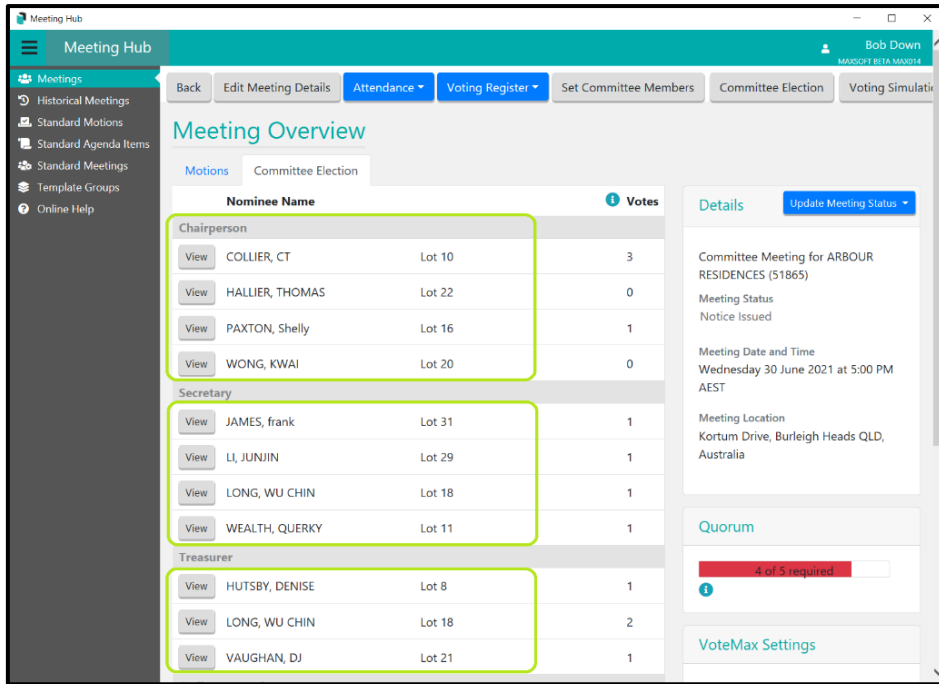 Meeting Hub
Meeting Hub
Bob Down
MAXSOFT BETA MAX014
Meetings
Historical Meetings
Standard Motions
Standard Agenda Items
Standard Meetings
Template Groups
Online Help
Back Edit Meeting Details Attendance Voting Register Set Committee Members Committee Election Voting Simulatio
Meeting Overview
Motions Committee Election
Nominee Name Votes
Chairperson
View COLLIER, CT Lot 10 3
View HALLIER, THOMAS Lot 22 0
View PAXTON, Shelly Lot 16 1
View WONG, KWAI Lot 20 0
Secretary
View JAMES, frank Lot 31 1
View LI, JUNJIN Lot 29 1
View LONG, WU CHIN Lot 18 1
View WEALTH, QUERKY Lot 11 1
Treasurer
View HUTSBY, DENISE Lot 8 1
View LONG, WU CHIN Lot 18 2
View VAUGHAN, DJ Lot 21 1
Details Update Meeting Status
Committee Meeting for ARBOUR
RESIDENCES (51865)
Meeting Status
Notice Issued
Meeting Date and Time
Wednesday 30 June 2021 at 5:00 PM
AEST
Meeting Location
Kortum Drive, Burleigh Heads QLD,
Australia
Quorum
4 of 5 required
VoteMax Settings